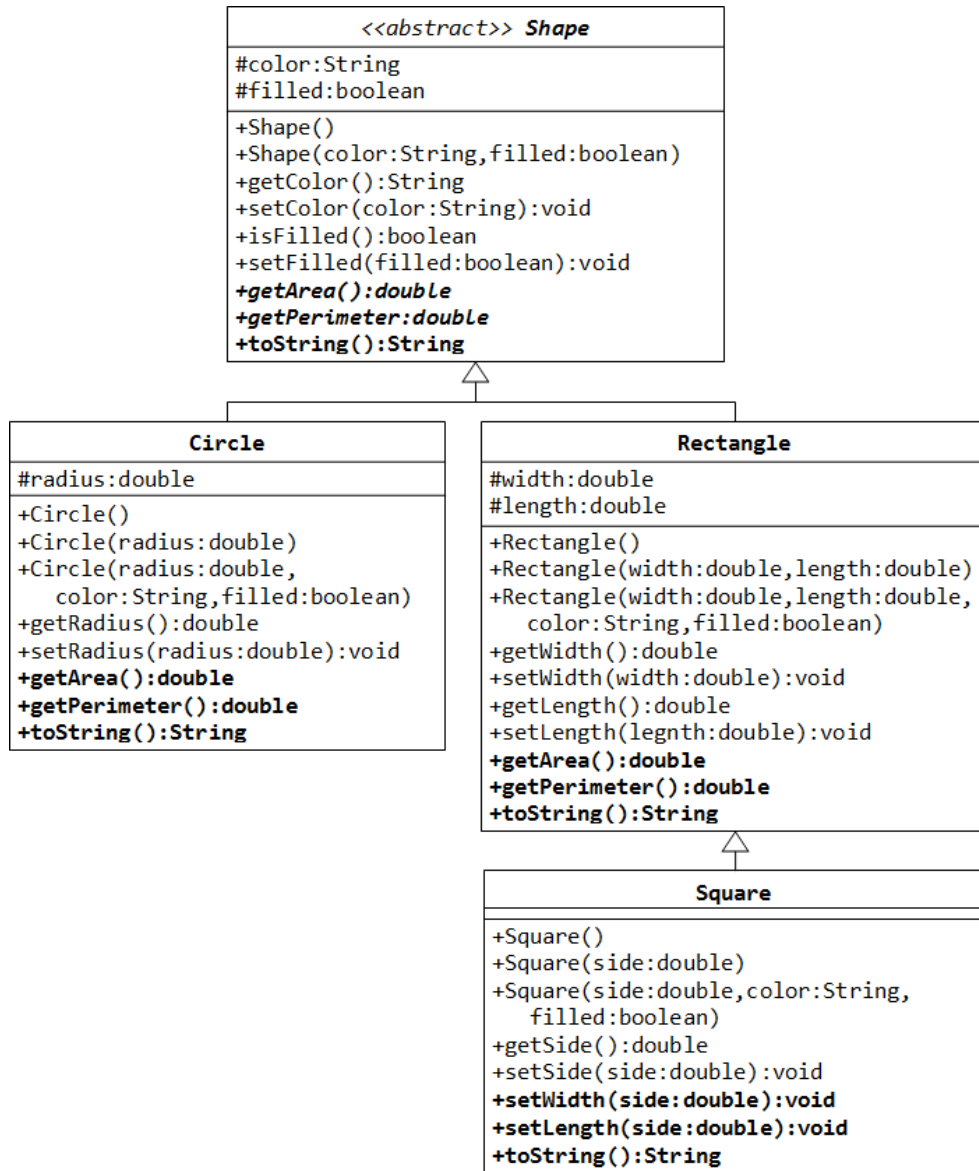 <<abstract>> Shape
#color:String
#filled:boolean
+Shape()
+Shape(color:String,filled:boolean)
+getColor():String
+setColor(color:String):void
+isFilled():boolean
+setFilled(filled:boolean):void
+getArea():double
+getPerimeter:double
+toString():String
Circle
#radius:double
+Circle()
+Circle(radius:double)
+Circle(radius:double,
color:String,filled:boolean)
+getRadius():double
+setRadius(radius:double):void
+getArea():double
+getPerimeter():double
+toString():String
Rectangle
#width:double
#length:double
+Rectangle()
+Rectangle(width:double,length:double)
+Rectangle(width:double,length:double,
color:String,filled:boolean)
+getWidth():double
+setWidth(width:double):void
+getLength():double
+setLength(legnth:double):void
+getArea():double
+getPerimeter():double
+toString():String
Square
+Square()
+Square(side:double)
+Square(side:double,color:String,
filled:boolean)
+getSide():double
+setSide(side:double):void
+setWidth(side:double):void
+setLength(side:double):void
+toString():String